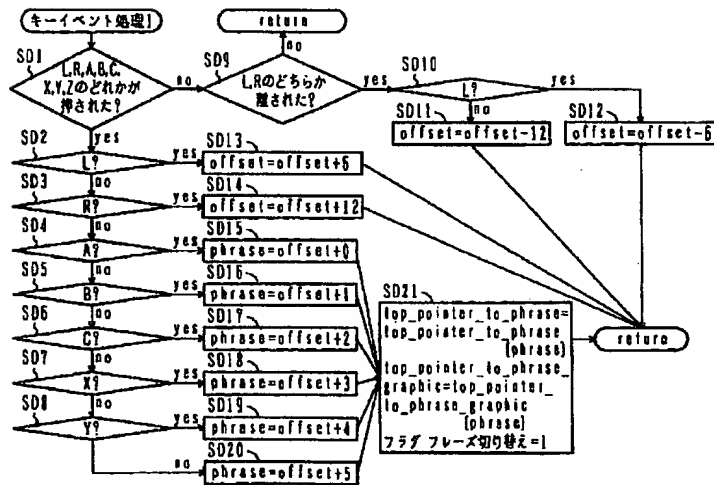 キーイベント処理1
return
SD1
L,R,A,B,C,
X,Y,Zのどれかが
押された?
no
SD9
no
L,Rのどちらか
離された?
yes
SD10
L?
yes
no
SD11
offset=offset-12
SD12
offset=offset-6
yes
SD2
L?
yes
SD13
offset=offset+6
no
SD3
R?
yes
SD14
offset=offset+12
no
SD4
A?
yes
SD15
phrase=offset+0
no
SD5
B?
yes
SD16
phrase=offset+1
no
SD6
C?
yes
SD17
phrase=offset+2
no
SD7
X?
yes
SD18
phrase=offset+3
no
SD8
Y?
yes
SD19
phrase=offset+4
no
SD20
phrase=offset+5
SD21
top_pointer_to_phrase=
top_pointer_to_phrase
[phrase]
top_pointer_to_phrase_
graphic=top_pointer_
to_phrase_graphic
[phrase]
フラグ フレーズ切り替え=1
return